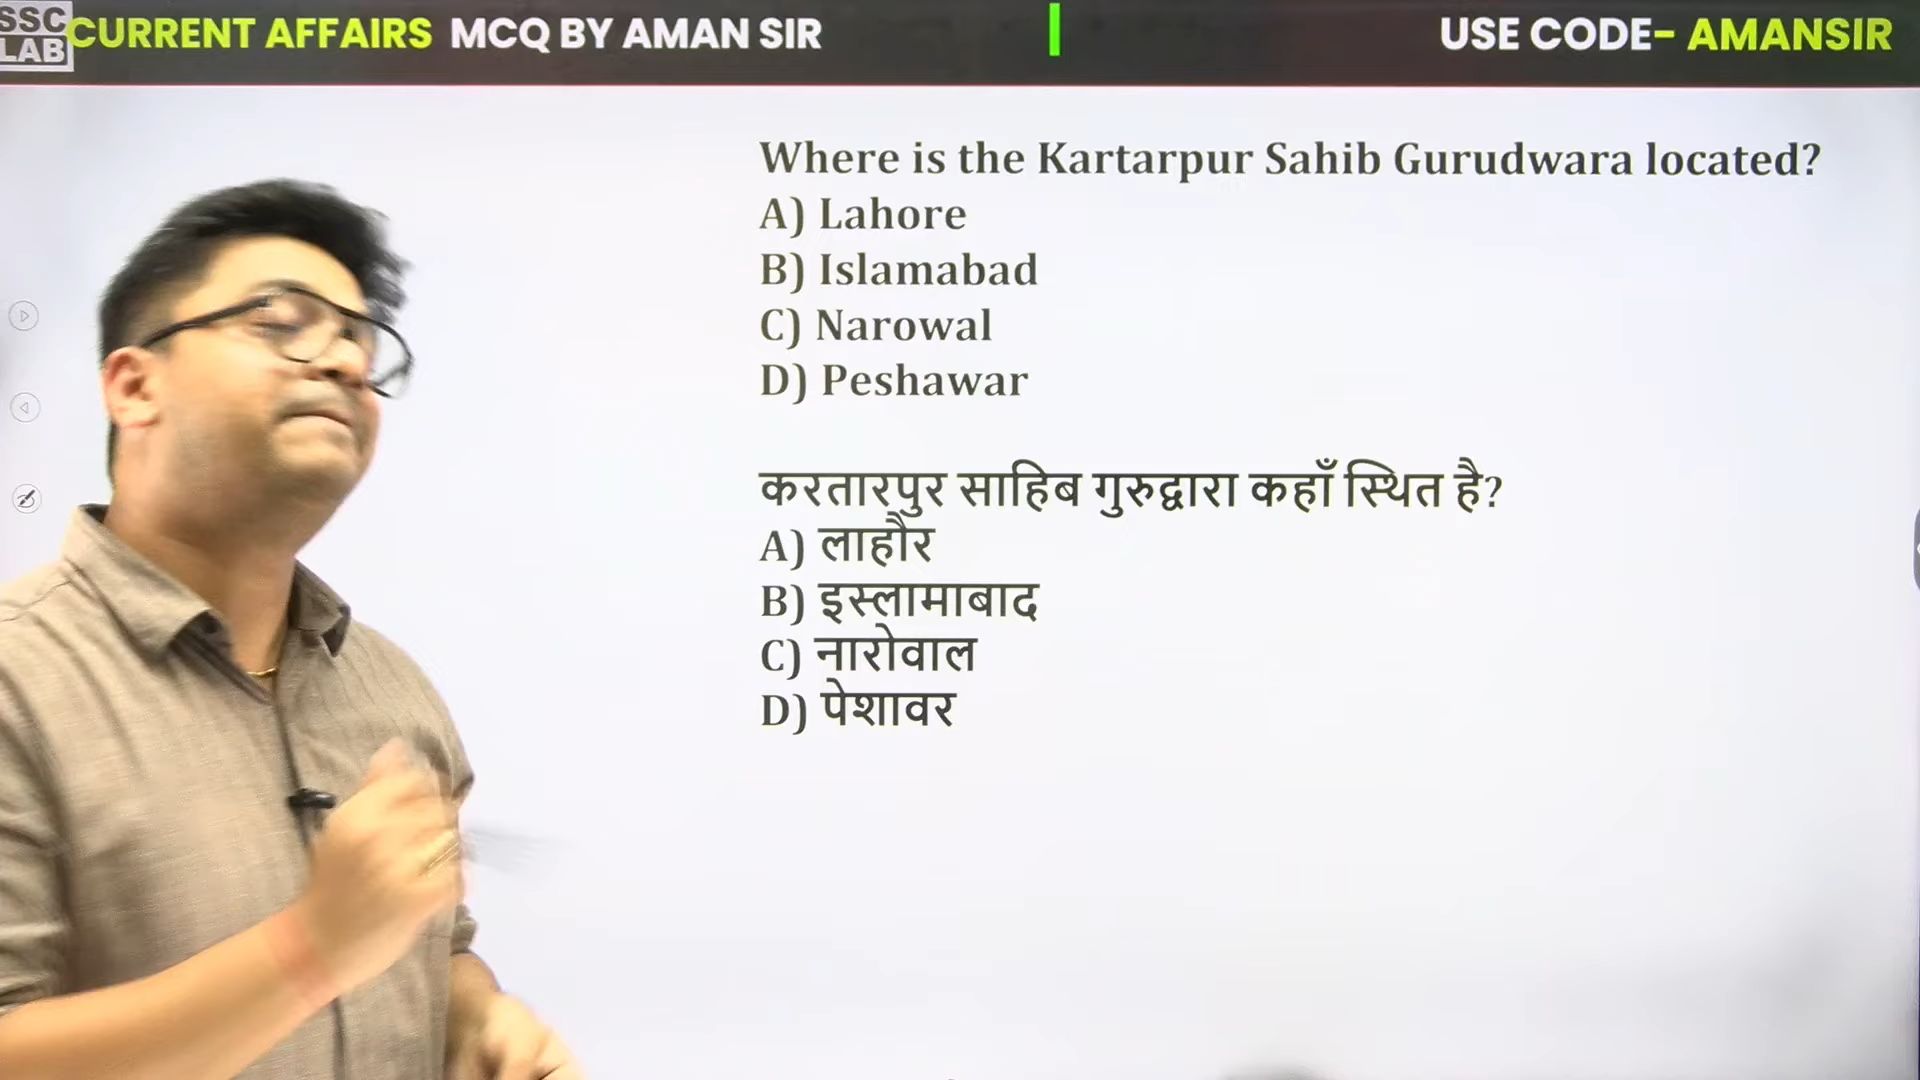 SSC
LAB
CURRENT AFFAIRS MCQ BY AMAN SIR
USE CODE- AMANSIR
Where is the Kartarpur Sahib Gurudwara located?
A) Lahore
B) Islamabad
C) Narowal
D) Peshawar
करतारपुर साहिब गुरुद्वारा कहाँ स्थित है?
A) लाहौर
B) इस्लामाबाद
C) नारोवाल
D) पेशावर